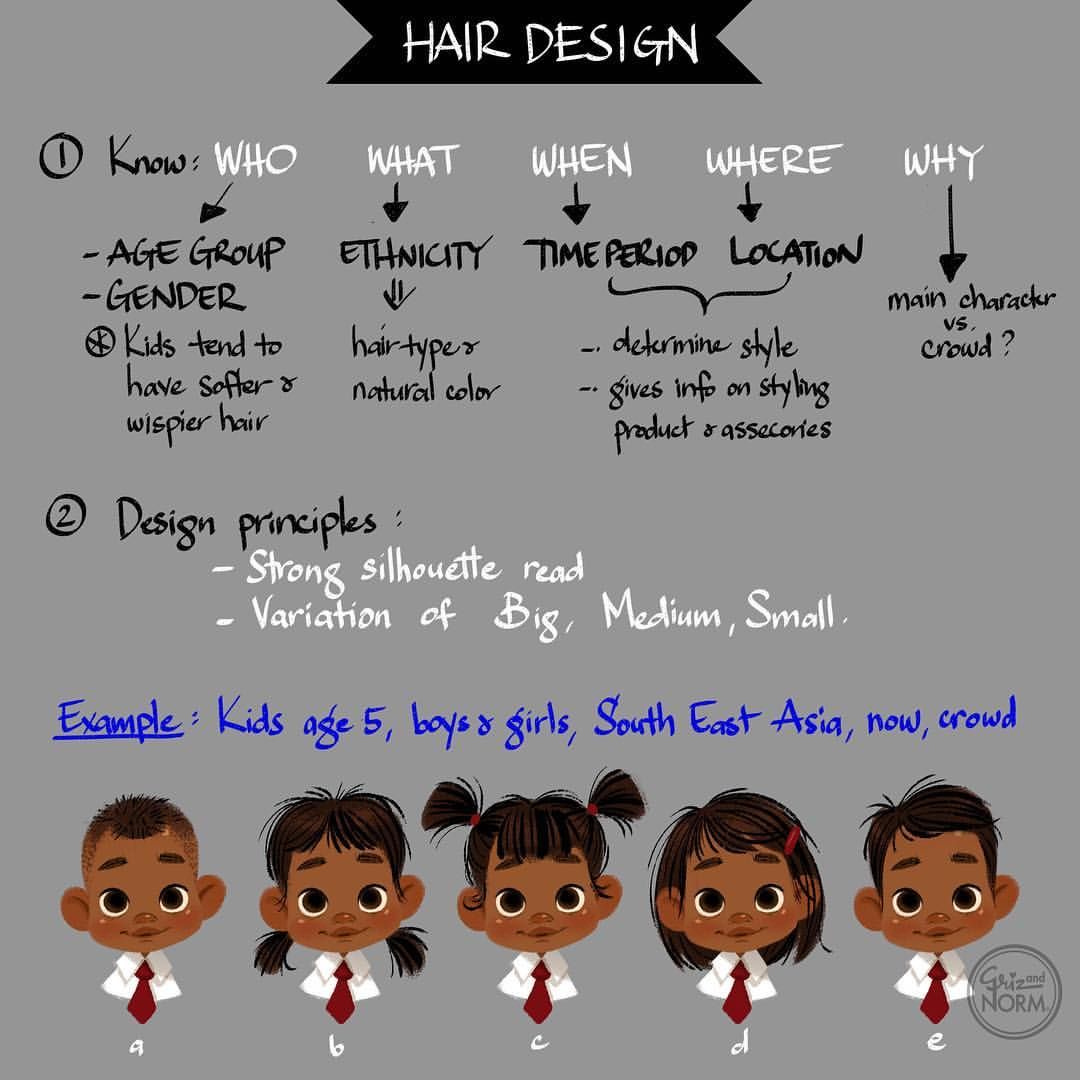 HAIR DESIGN
① Know: WHO WHAT WHEN WHERE WHY
- AGE GROUP
- GENDER
⊛ Kids tend to
have softer &
wispier hair
ETHNICITY
hairtype &
natural color
TIME PERIOD LOCATION
-. determine style
-. gives info on styling
product & assecories
main charactr
vs.
crowd?
② Design principles :
- Strong silhouette read
- Variation of Big, Medium, Small.
Example : Kids age 5, boys & girls, South East Asia, now, crowd
a b c d e
Griz and
NORM